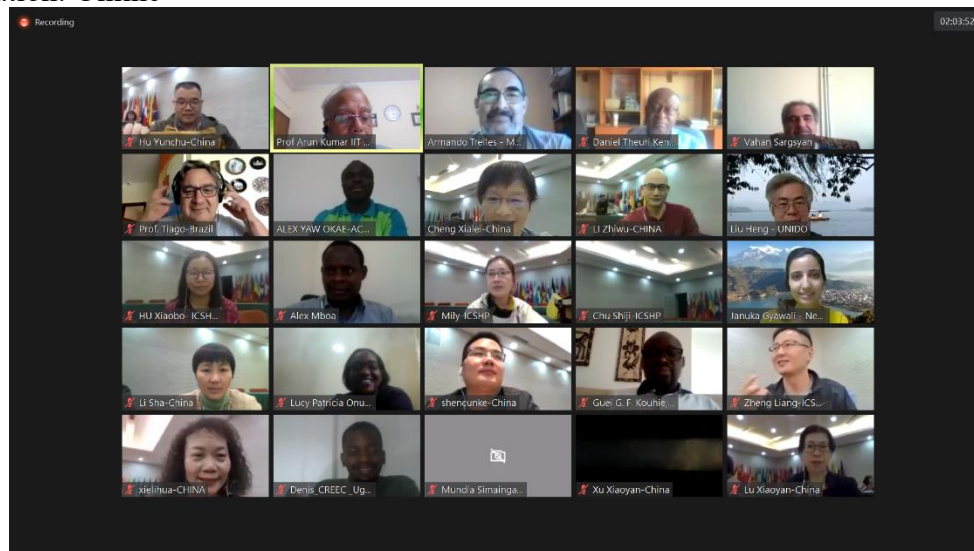 Recording
02:03:52
Hu Yunchu-China
Prof Arun Kumar IIT ...
Armando Trelles - M...
Daniel Theuri Ken...
Vahan Sargsyan
Prof. Tiago-Brazil
ALEX YAW OKAE-AC...
Cheng Xialei-China
LI Zhiwu-CHINA
Liu Heng - UNIDO
HU Xiaobo- ICSH...
Alex Mboa
Mily-ICSHP
Chu Shiji-ICSHP
Januka Gyawali - Ne...
Li Sha-China
Lucy Patricia Onu...
shencunke-China
Guei G. F. Kouhie...
Zheng Liang-ICS...
xielihua-CHINA
Denis_CREEC_Ug...
Mundia Simainga...
Xu Xiaoyan-China
Lu Xiaoyan-China